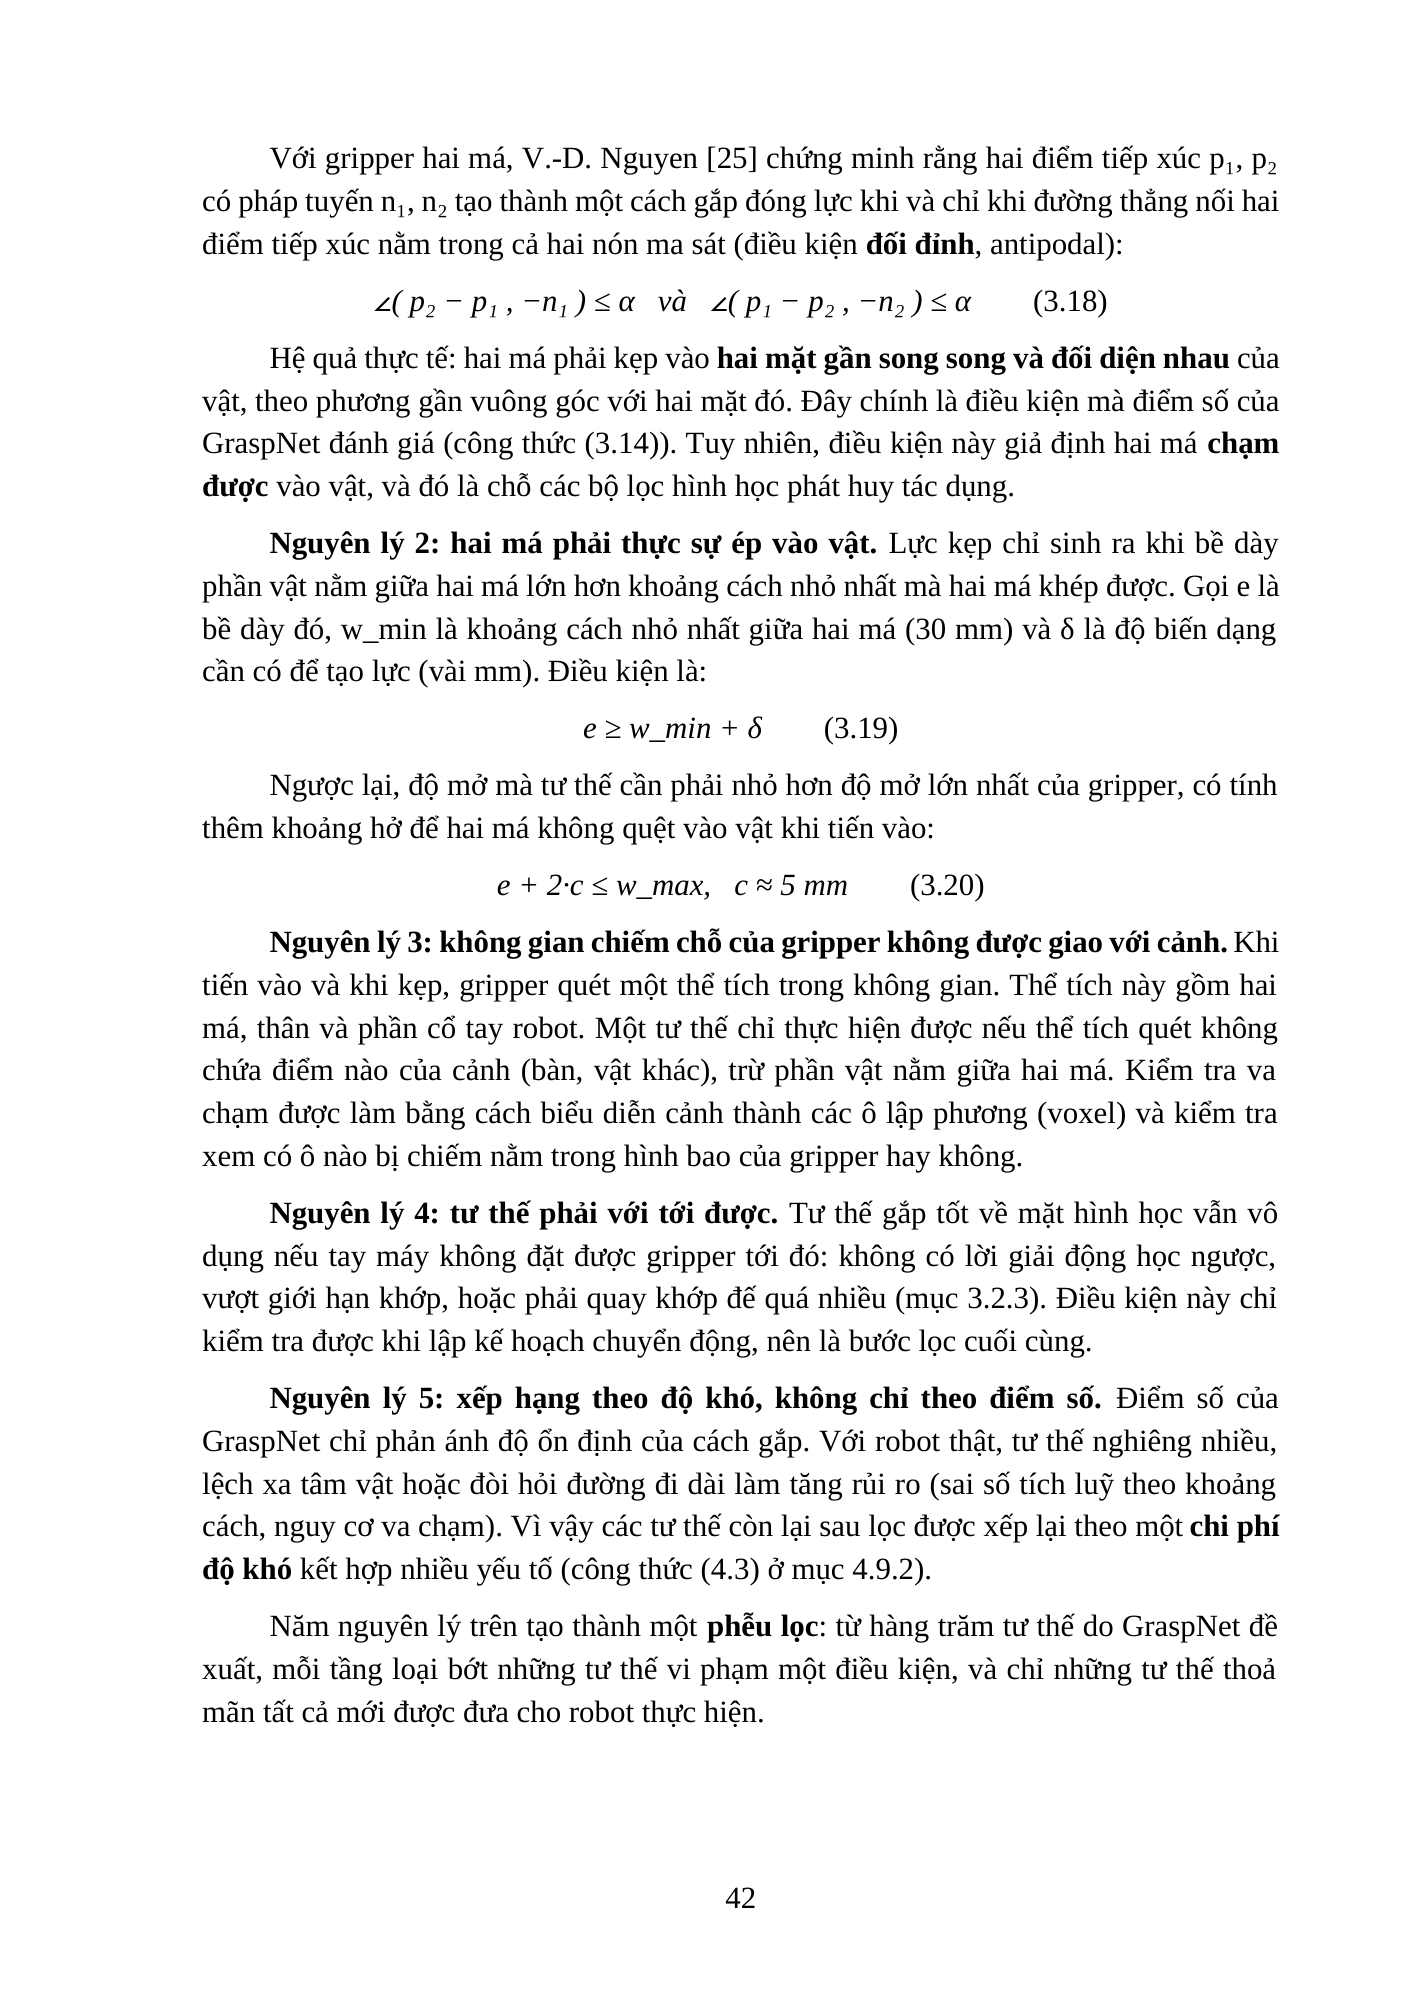 Với gripper hai má, V.-D. Nguyen [25] chứng minh rằng hai điểm tiếp xúc p₁, p₂
có pháp tuyến n₁, n₂ tạo thành một cách gắp đóng lực khi và chỉ khi đường thẳng nối hai
điểm tiếp xúc nằm trong cả hai nón ma sát (điều kiện đối đỉnh, antipodal):
∠( p₂ − p₁ , −n₁ ) ≤ α và ∠( p₁ − p₂ , −n₂ ) ≤ α (3.18)
Hệ quả thực tế: hai má phải kẹp vào hai mặt gần song song và đối diện nhau của
vật, theo phương gần vuông góc với hai mặt đó. Đây chính là điều kiện mà điểm số của
GraspNet đánh giá (công thức (3.14)). Tuy nhiên, điều kiện này giả định hai má chạm
được vào vật, và đó là chỗ các bộ lọc hình học phát huy tác dụng.
Nguyên lý 2: hai má phải thực sự ép vào vật. Lực kẹp chỉ sinh ra khi bề dày
phần vật nằm giữa hai má lớn hơn khoảng cách nhỏ nhất mà hai má khép được. Gọi e là
bề dày đó, w_min là khoảng cách nhỏ nhất giữa hai má (30 mm) và δ là độ biến dạng
cần có để tạo lực (vài mm). Điều kiện là:
e ≥ w_min + δ (3.19)
Ngược lại, độ mở mà tư thế cần phải nhỏ hơn độ mở lớn nhất của gripper, có tính
thêm khoảng hở để hai má không quệt vào vật khi tiến vào:
e + 2·c ≤ w_max, c ≈ 5 mm (3.20)
Nguyên lý 3: không gian chiếm chỗ của gripper không được giao với cảnh. Khi
tiến vào và khi kẹp, gripper quét một thể tích trong không gian. Thể tích này gồm hai
má, thân và phần cổ tay robot. Một tư thế chỉ thực hiện được nếu thể tích quét không
chứa điểm nào của cảnh (bàn, vật khác), trừ phần vật nằm giữa hai má. Kiểm tra va
chạm được làm bằng cách biểu diễn cảnh thành các ô lập phương (voxel) và kiểm tra
xem có ô nào bị chiếm nằm trong hình bao của gripper hay không.
Nguyên lý 4: tư thế phải với tới được. Tư thế gắp tốt về mặt hình học vẫn vô
dụng nếu tay máy không đặt được gripper tới đó: không có lời giải động học ngược,
vượt giới hạn khớp, hoặc phải quay khớp đế quá nhiều (mục 3.2.3). Điều kiện này chỉ
kiểm tra được khi lập kế hoạch chuyển động, nên là bước lọc cuối cùng.
Nguyên lý 5: xếp hạng theo độ khó, không chỉ theo điểm số. Điểm số của
GraspNet chỉ phản ánh độ ổn định của cách gắp. Với robot thật, tư thế nghiêng nhiều,
lệch xa tâm vật hoặc đòi hỏi đường đi dài làm tăng rủi ro (sai số tích luỹ theo khoảng
cách, nguy cơ va chạm). Vì vậy các tư thế còn lại sau lọc được xếp lại theo một chi phí
độ khó kết hợp nhiều yếu tố (công thức (4.3) ở mục 4.9.2).
Năm nguyên lý trên tạo thành một phễu lọc: từ hàng trăm tư thế do GraspNet đề
xuất, mỗi tầng loại bớt những tư thế vi phạm một điều kiện, và chỉ những tư thế thoả
mãn tất cả mới được đưa cho robot thực hiện.
42